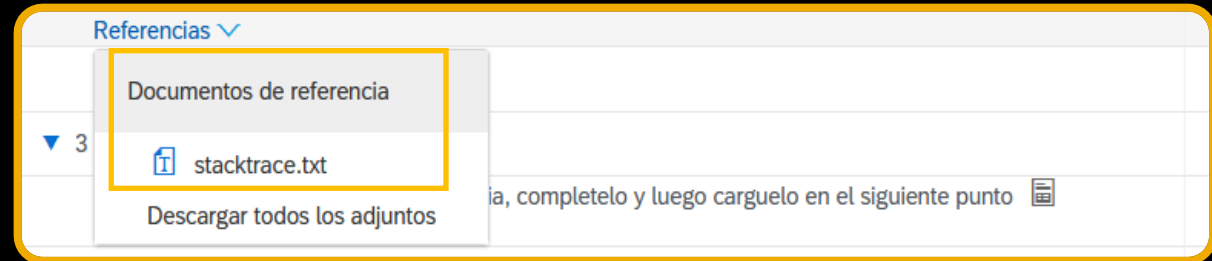 Referencias
Documentos de referencia
3
stacktrace.txt
ia, completelo y luego carguelo en el siguiente punto
Descargar todos los adjuntos